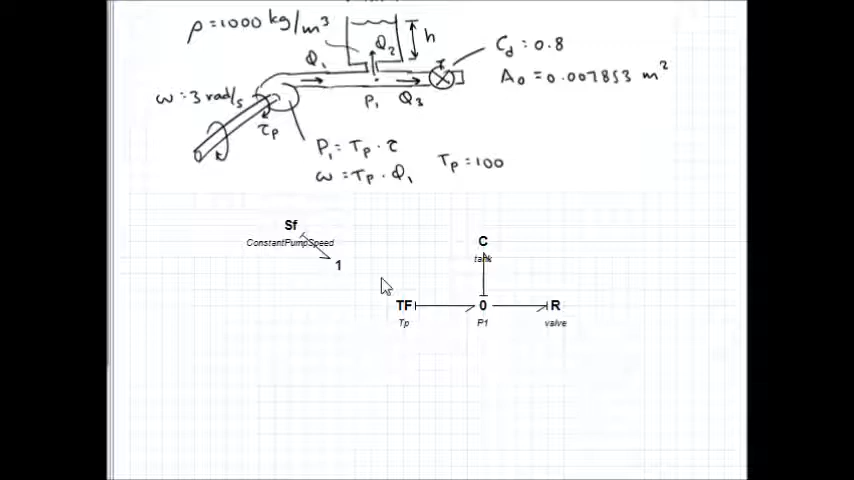 ρ = 1000 kg/m³
h
Q₂
Q₁
C_d = 0.8
A₀ = 0.007853 m²
ω = 3 rad/s
P₁
Q₃
τ_P
P₁ = T_P · τ
ω = T_P · Q₁
T_P = 100
Sf
ConstantPumpSpeed
1
C
tank
TF
0
R
Tp
P1
valve